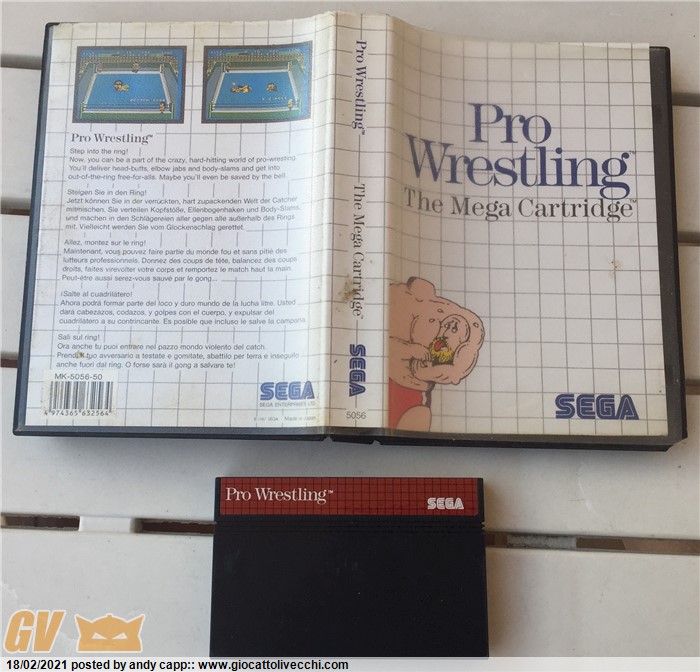 Pro Wrestling™
Step into the ring!
Now, you can be a part of the crazy, hard-hitting world of pro-wrestling.
You'll deliver head-butts, elbow jabs and body-slams and get into
out-of-the-ring free-for-alls. Maybe you'll even be saved by the bell.
Steigen Sie in den Ring!
Jetzt können Sie in der verrückten, hart zupackenden Welt der Catcher
mitmischen. Sie verteilen Kopfstöße, Ellenbogenhaken und Body-Slams,
und machen in den Schlägereien aller gegen alle außerhalb des Rings
mit. Vielleicht werden Sie vom Glockenschlag gerettet.
Allez, montez sur le ring!
Maintenant, vous pouvez faire partie du monde fou et sans pitié des
lutteurs professionnels. Donnez des coups de tête, balancez des coups
droits, faites virevolter votre corps et remportez le match haut la main.
Peut-être aussi serez-vous sauvé par le gong...
¡Salte al cuadrilátero!
Ahora podrá formar parte del loco y duro mundo de la lucha libre. Usted
dará cabezazos, codazos, y golpes con el cuerpo, y expulsar del
cuadrilátero a su contrincante. Es posible que incluso le salve la campana.
Sali sul ring!
Ora anche tu puoi entrare nel pazzo mondo violento del catch.
Prendi il tuo avversario a testate e gomitate, sbattilo per terra e inseguilo
anche fuori dal ring. O forse sarà il gong a salvare te!
MK-5056-50
4 974365 632564
SEGA
SEGA ENTERPRISES LTD.
Pro Wrestling™
The Mega Cartridge™
SEGA
5056
Pro
Wrestling™
The Mega Cartridge™
SEGA
Pro Wrestling™
SEGA
GV
18/02/2021 posted by andy capp:: www.giocattolivecchi.com